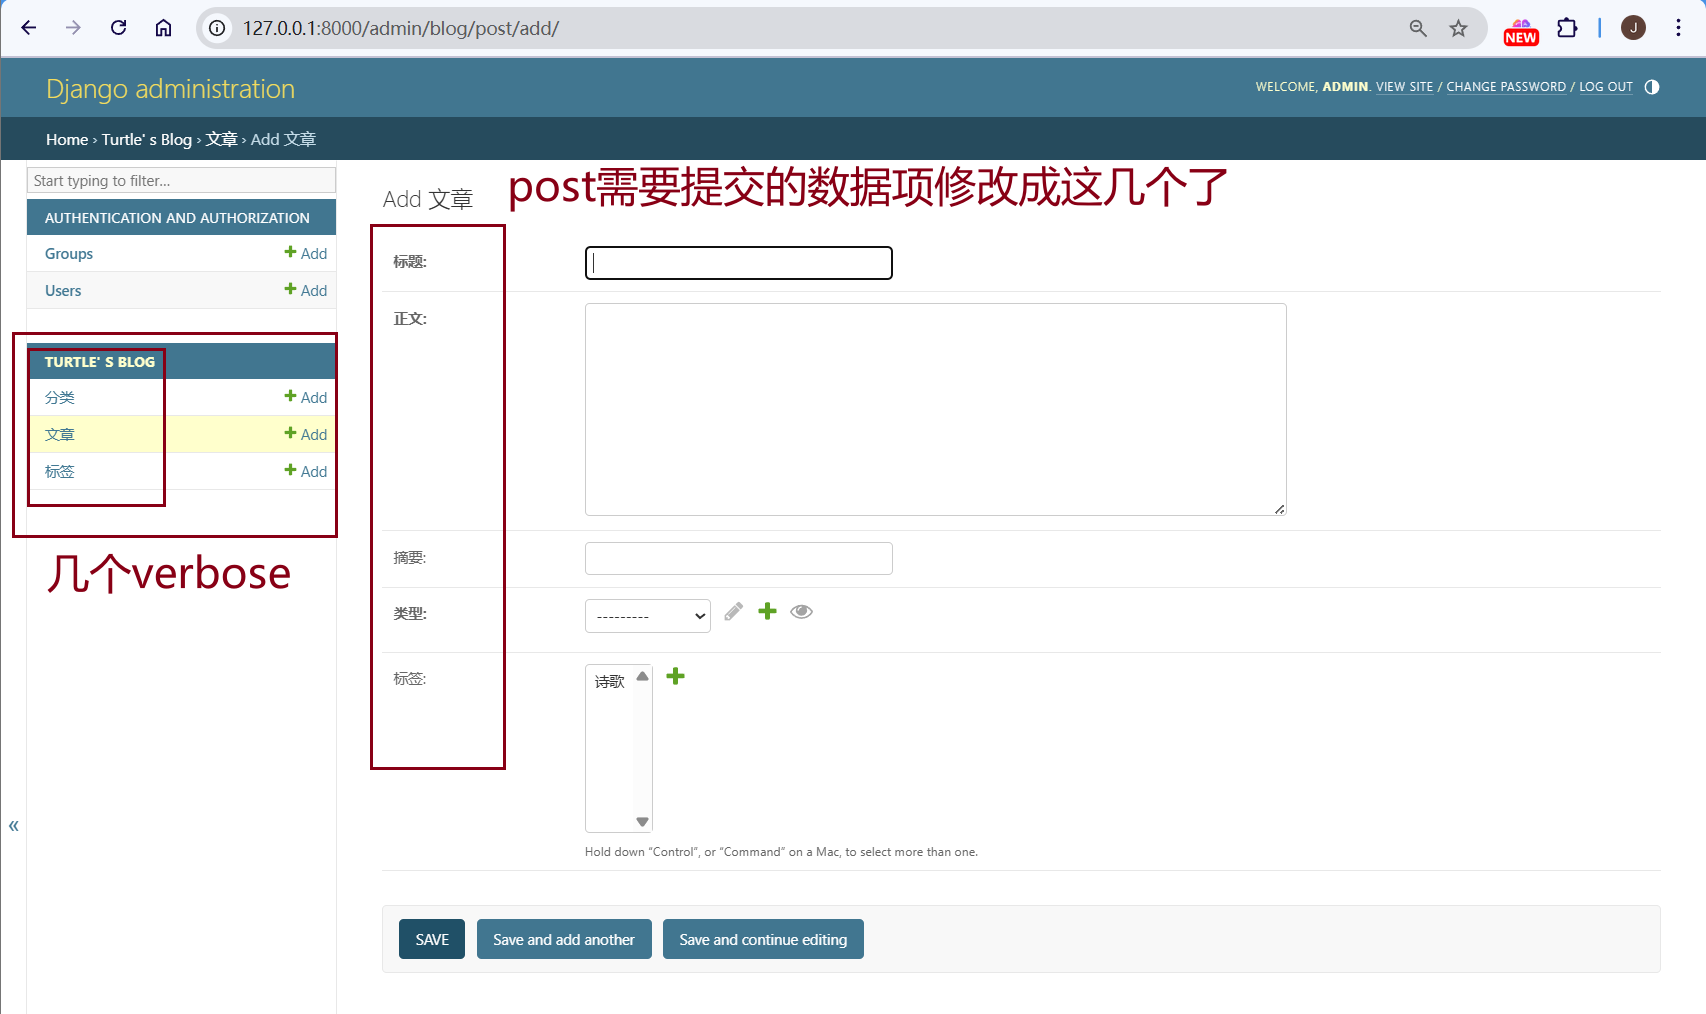 127.0.0.1:8000/admin/blog/post/add/
NEW
J
Django administration
WELCOME, ADMIN. VIEW SITE / CHANGE PASSWORD / LOG OUT
Home › Turtle' s Blog › 文章 › Add 文章
Start typing to filter...
AUTHENTICATION AND AUTHORIZATION
Groups
Add
Users
Add
TURTLE' S BLOG
分类
Add
文章
Add
标签
Add
几个verbose
«
Add 文章
post需要提交的数据项修改成这几个了
标题:
正文:
摘要:
类型:
---------
标签:
诗歌
Hold down “Control”, or “Command” on a Mac, to select more than one.
SAVE
Save and add another
Save and continue editing